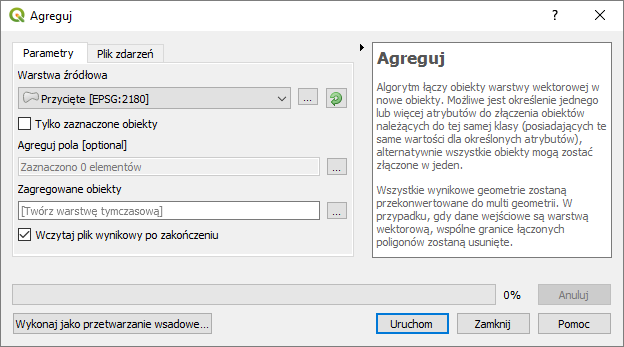 Agreguj
Parametry
Plik zdarzeń
Warstwa źródłowa
Przycięte [EPSG:2180]
...
Tylko zaznaczone obiekty
Agreguj pola [optional]
Zaznaczono 0 elementów
...
Zagregowane obiekty
[Twórz warstwę tymczasową]
...
Wczytaj plik wynikowy po zakończeniu
Agreguj
Algorytm łączy obiekty warstwy wektorowej w
nowe obiekty. Możliwe jest określenie jednego
lub więcej atrybutów do złączenia obiektów
należących do tej samej klasy (posiadających te
same wartości dla określonych atrybutów),
alternatywnie wszystkie obiekty mogą zostać
złączone w jeden.
Wszystkie wynikowe geometrie zostaną
przekonwertowane do multi geometrii. W
przypadku, gdy dane wejściowe są warstwą
wektorową, wspólne granice łączonych
poligonów zostaną usunięte.
0%
Anuluj
Wykonaj jako przetwarzanie wsadowe...
Uruchom
Zamknij
Pomoc